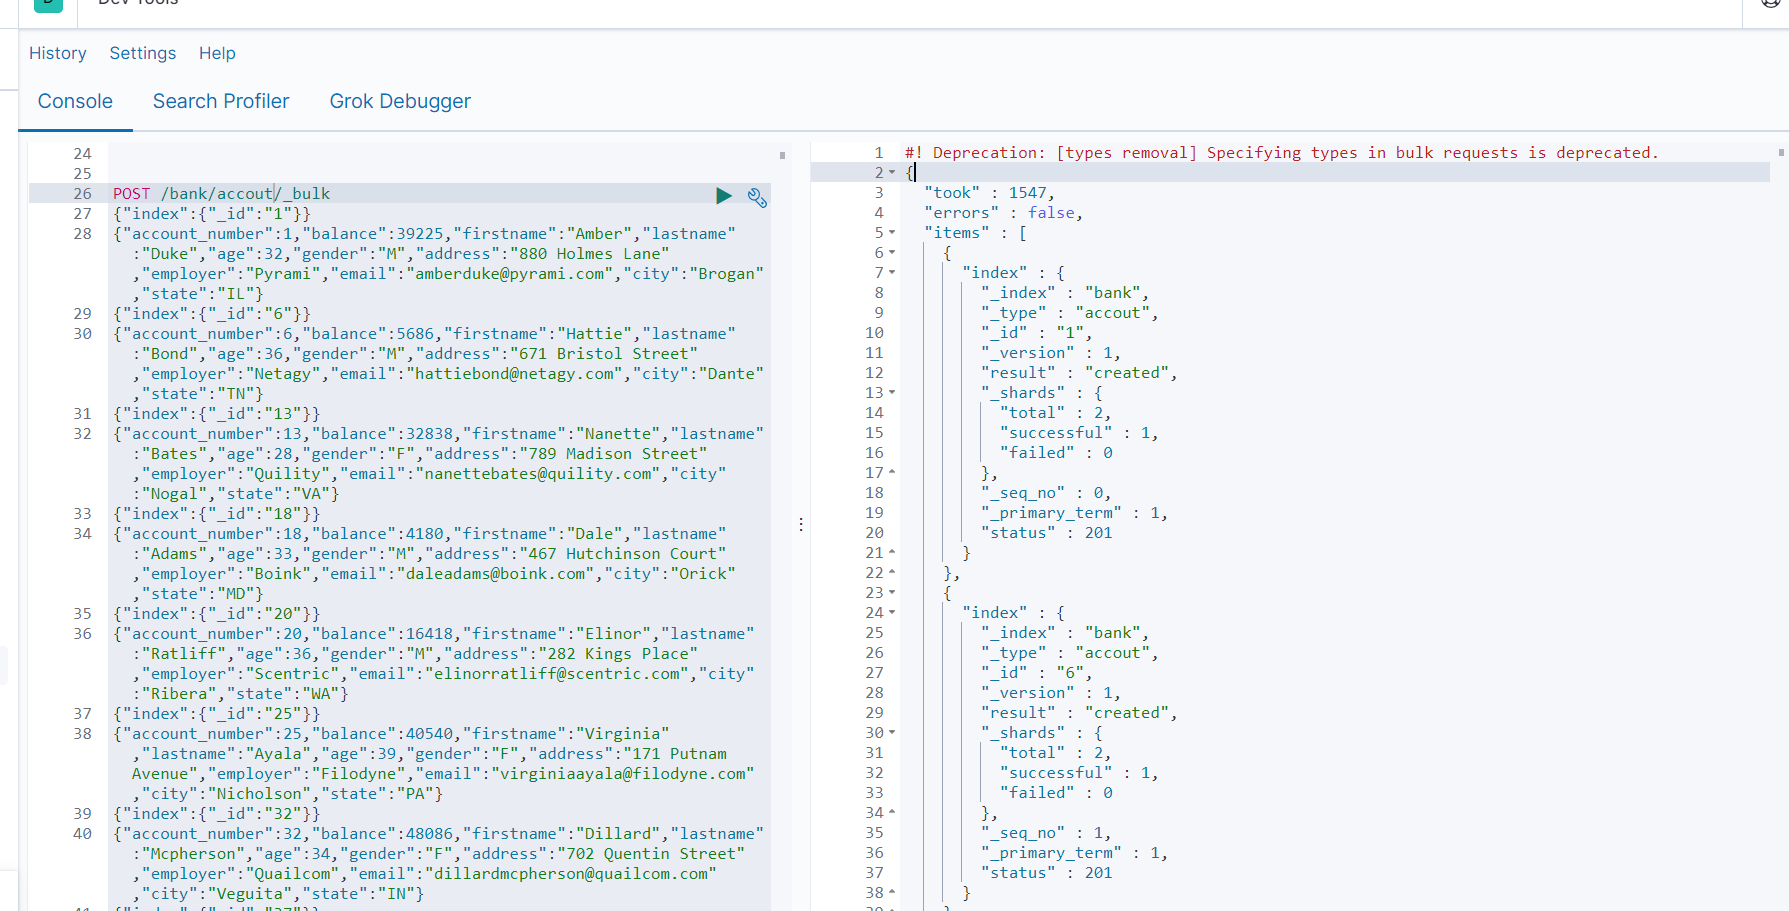 D
Dev Tools
History Settings Help
Console Search Profiler Grok Debugger
24
25
26 POST /bank/accout/_bulk
27 {"index":{"_id":"1"}}
28 {"account_number":1,"balance":39225,"firstname":"Amber","lastname"
:"Duke","age":32,"gender":"M","address":"880 Holmes Lane"
,"employer":"Pyrami","email":"amberduke@pyrami.com","city":"Brogan"
,"state":"IL"}
29 {"index":{"_id":"6"}}
30 {"account_number":6,"balance":5686,"firstname":"Hattie","lastname"
:"Bond","age":36,"gender":"M","address":"671 Bristol Street"
,"employer":"Netagy","email":"hattiebond@netagy.com","city":"Dante"
,"state":"TN"}
31 {"index":{"_id":"13"}}
32 {"account_number":13,"balance":32838,"firstname":"Nanette","lastname"
:"Bates","age":28,"gender":"F","address":"789 Madison Street"
,"employer":"Quility","email":"nanettebates@quility.com","city"
:"Nogal","state":"VA"}
33 {"index":{"_id":"18"}}
34 {"account_number":18,"balance":4180,"firstname":"Dale","lastname"
:"Adams","age":33,"gender":"M","address":"467 Hutchinson Court"
,"employer":"Boink","email":"daleadams@boink.com","city":"Orick"
,"state":"MD"}
35 {"index":{"_id":"20"}}
36 {"account_number":20,"balance":16418,"firstname":"Elinor","lastname"
:"Ratliff","age":36,"gender":"M","address":"282 Kings Place"
,"employer":"Scentric","email":"elinorratliff@scentric.com","city"
:"Ribera","state":"WA"}
37 {"index":{"_id":"25"}}
38 {"account_number":25,"balance":40540,"firstname":"Virginia"
,"lastname":"Ayala","age":39,"gender":"F","address":"171 Putnam
Avenue","employer":"Filodyne","email":"virginiaayala@filodyne.com"
,"city":"Nicholson","state":"PA"}
39 {"index":{"_id":"32"}}
40 {"account_number":32,"balance":48086,"firstname":"Dillard","lastname"
:"Mcpherson","age":34,"gender":"F","address":"702 Quentin Street"
,"employer":"Quailcom","email":"dillardmcpherson@quailcom.com"
,"city":"Veguita","state":"IN"}
41 {"index":{"_id":"37"}}
1 #! Deprecation: [types removal] Specifying types in bulk requests is deprecated.
2 {
3 "took" : 1547,
4 "errors" : false,
5 "items" : [
6 {
7 "index" : {
8 "_index" : "bank",
9 "_type" : "accout",
10 "_id" : "1",
11 "_version" : 1,
12 "result" : "created",
13 "_shards" : {
14 "total" : 2,
15 "successful" : 1,
16 "failed" : 0
17 },
18 "_seq_no" : 0,
19 "_primary_term" : 1,
20 "status" : 201
21 }
22 },
23 {
24 "index" : {
25 "_index" : "bank",
26 "_type" : "accout",
27 "_id" : "6",
28 "_version" : 1,
29 "result" : "created",
30 "_shards" : {
31 "total" : 2,
32 "successful" : 1,
33 "failed" : 0
34 },
35 "_seq_no" : 1,
36 "_primary_term" : 1,
37 "status" : 201
38 }